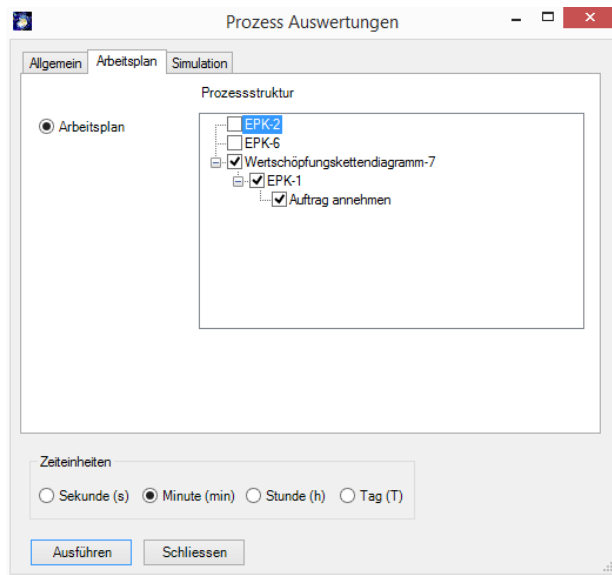 Prozess Auswertungen
Allgemein Arbeitsplan Simulation
Prozessstruktur
Arbeitsplan
EPK-2
EPK-6
Wertschöpfungskettendiagramm-7
EPK-1
Auftrag annehmen
Zeiteinheiten
Sekunde (s) Minute (min) Stunde (h) Tag (T)
Ausführen Schliessen